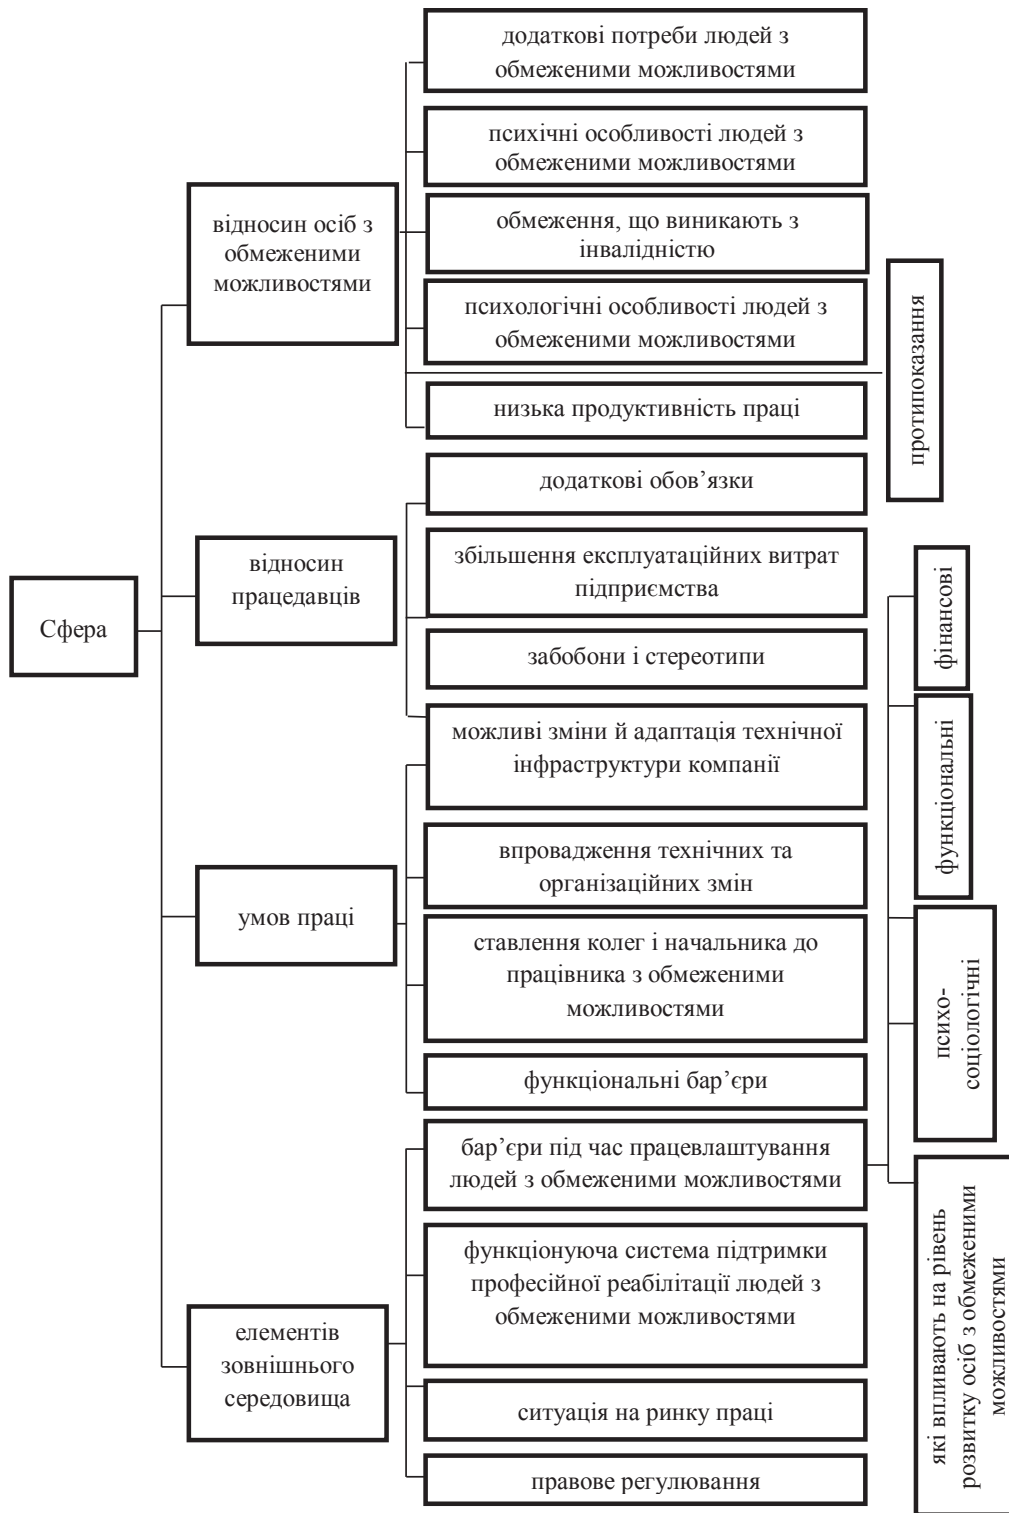 Сфера
відносин осіб з
обмеженими
можливостями
додаткові потреби людей з
обмеженими можливостями
психічні особливості людей з
обмеженими можливостями
обмеження, що виникають з
інвалідністю
психологічні особливості людей з
обмеженими можливостями
низька продуктивність праці
протипоказання
відносин
працедавців
додаткові обов’язки
збільшення експлуатаційних витрат
підприємства
забобони і стереотипи
можливі зміни й адаптація технічної
інфраструктури компанії
умов праці
впровадження технічних та
організаційних змін
ставлення колег і начальника до
працівника з обмеженими
можливостями
функціональні бар’єри
елементів
зовнішнього
середовища
бар’єри під час працевлаштування
людей з обмеженими можливостями
функціонуюча система підтримки
професійної реабілітації людей з
обмеженими можливостями
ситуація на ринку праці
правове регулювання
фінансові
функціональні
психо-
соціологічні
які впливають на рівень
розвитку осіб з обмеженими
можливостями